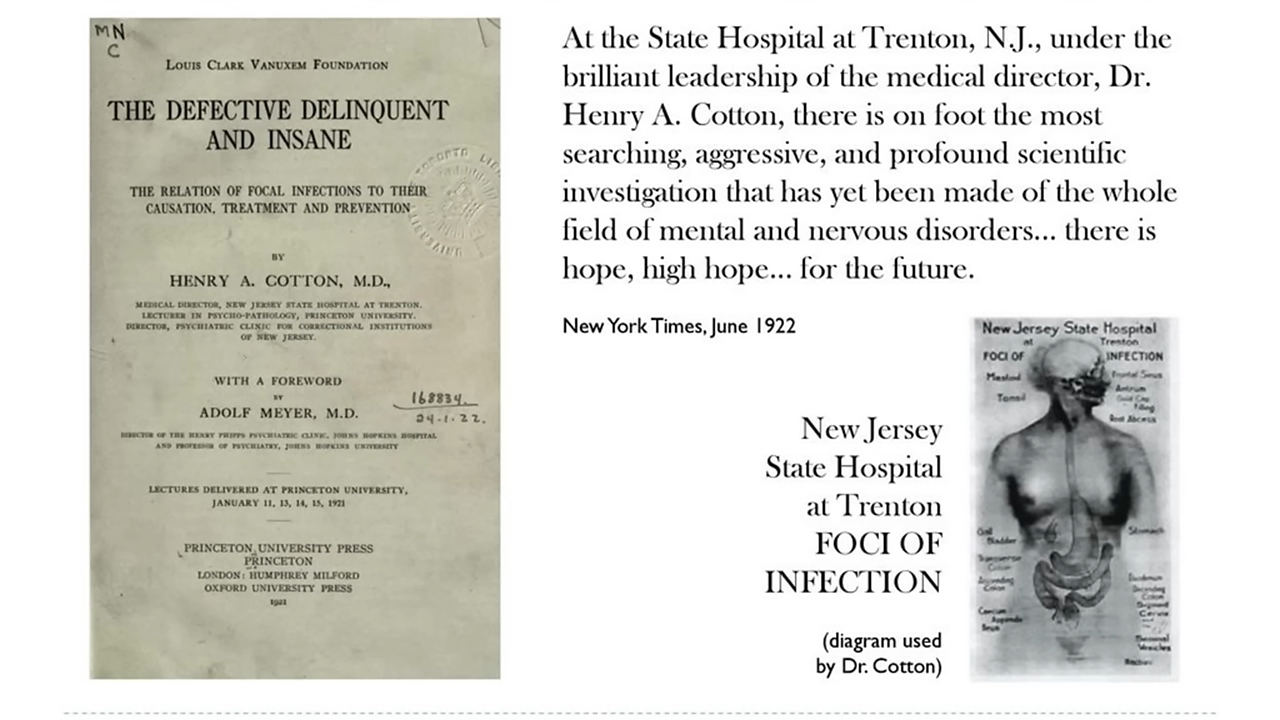 MN
C
LOUIS CLARK VANUXEM FOUNDATION
THE DEFECTIVE DELINQUENT
AND INSANE
THE RELATION OF FOCAL INFECTIONS TO THEIR
CAUSATION, TREATMENT AND PREVENTION
BY
HENRY A. COTTON, M.D.,
MEDICAL DIRECTOR, NEW JERSEY STATE HOSPITAL AT TRENTON.
LECTURER IN PSYCHO-PATHOLOGY, PRINCETON UNIVERSITY.
DIRECTOR, PSYCHIATRIC CLINIC FOR CORRECTIONAL INSTITUTIONS
OF NEW JERSEY.
WITH A FOREWORD
BY
ADOLF MEYER, M.D.
168834.
24.1.22.
DIRECTOR OF THE HENRY PHIPPS PSYCHIATRIC CLINIC, JOHNS HOPKINS HOSPITAL
AND PROFESSOR OF PSYCHIATRY, JOHNS HOPKINS UNIVERSITY
LECTURES DELIVERED AT PRINCETON UNIVERSITY,
JANUARY 11, 13, 14, 15, 1921
PRINCETON UNIVERSITY PRESS
PRINCETON
LONDON: HUMPHREY MILFORD
OXFORD UNIVERSITY PRESS
1921
At the State Hospital at Trenton, N.J., under the
brilliant leadership of the medical director, Dr.
Henry A. Cotton, there is on foot the most
searching, aggressive, and profound scientific
investigation that has yet been made of the whole
field of mental and nervous disorders... there is
hope, high hope... for the future.
New York Times, June 1922
New Jersey
State Hospital
at Trenton
FOCI OF
INFECTION
(diagram used
by Dr. Cotton)
New Jersey State Hospital
at Trenton
FOCI OF INFECTION
Mastoid
Tonsil
Frontal Sinus
Antrum
Gold Cap
Filling
Root Abscess
Gall
Bladder
Transverse
Colon
Ascending
Colon
Caecum
Appendix
Ileum
Stomach
Duodenum
Descending
Colon
Sigmoid
Cervix
Seminal
Vesicles
Rectum